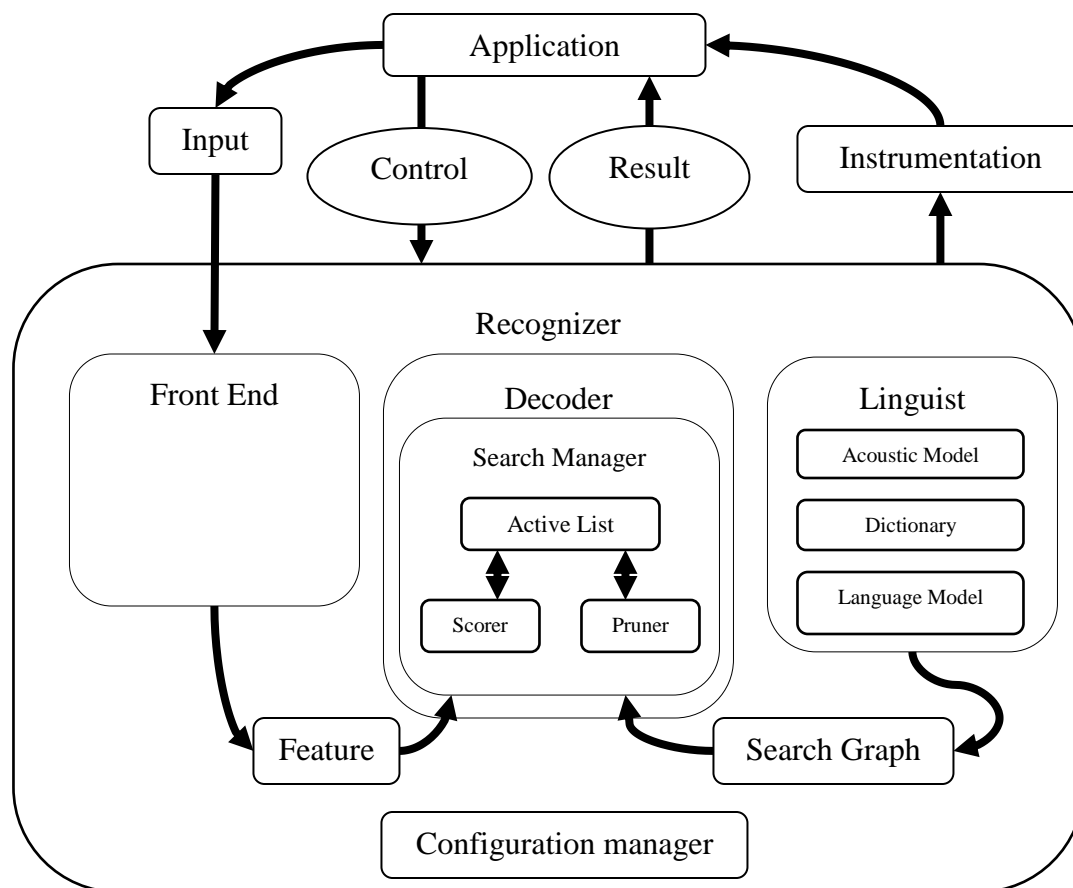 Application
Input
Control
Result
Instrumentation
Recognizer
Front End
Decoder
Linguist
Search Manager
Acoustic Model
Active List
Dictionary
Language Model
Scorer
Pruner
Feature
Search Graph
Configuration manager